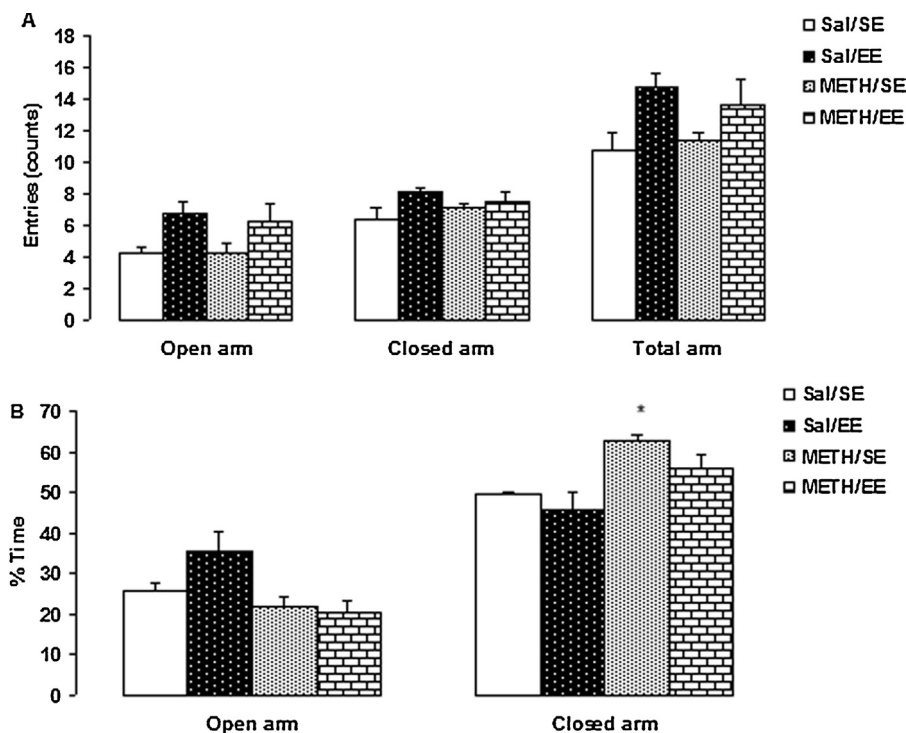 A
Entries (counts)
18
16
14
12
10
8
6
4
2
0
Open arm
Closed arm
Total arm
Sal/SE
Sal/EE
METH/SE
METH/EE
B
% Time
70
60
50
40
30
20
10
0
*
Open arm
Closed arm
Sal/SE
Sal/EE
METH/SE
METH/EE